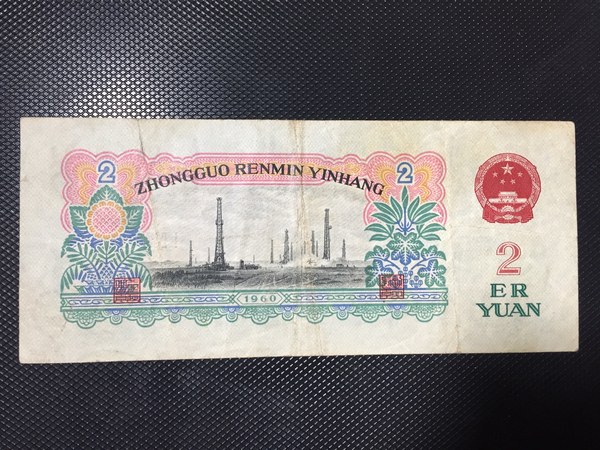 2
ZHONGGUO RENMIN YINHANG
2
1960
2
ER
YUAN